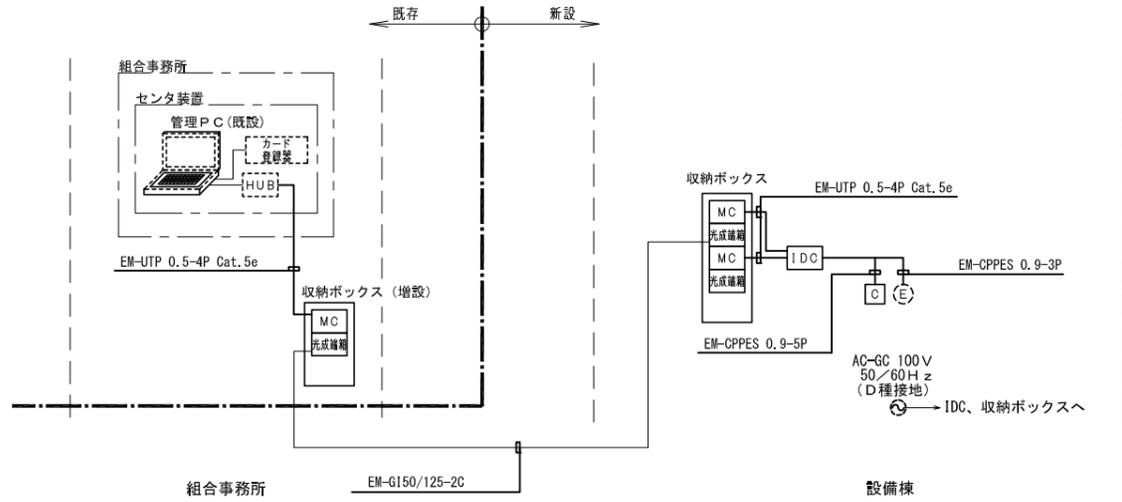 既存
新設
組合事務所
センタ装置
管理PC(既設)
カード
登録器
HUB
EM-UTP 0.5-4P Cat.5e
収納ボックス（増設）
MC
光成端箱
収納ボックス
MC
光成端箱
MC
光成端箱
EM-UTP 0.5-4P Cat.5e
IDC
EM-CPPES 0.9-3P
C
E
EM-CPPES 0.9-5P
AC-GC 100V
50／60Hz
(D種接地)
IDC、収納ボックスへ
EM-GI50/125-2C
組合事務所
設備棟